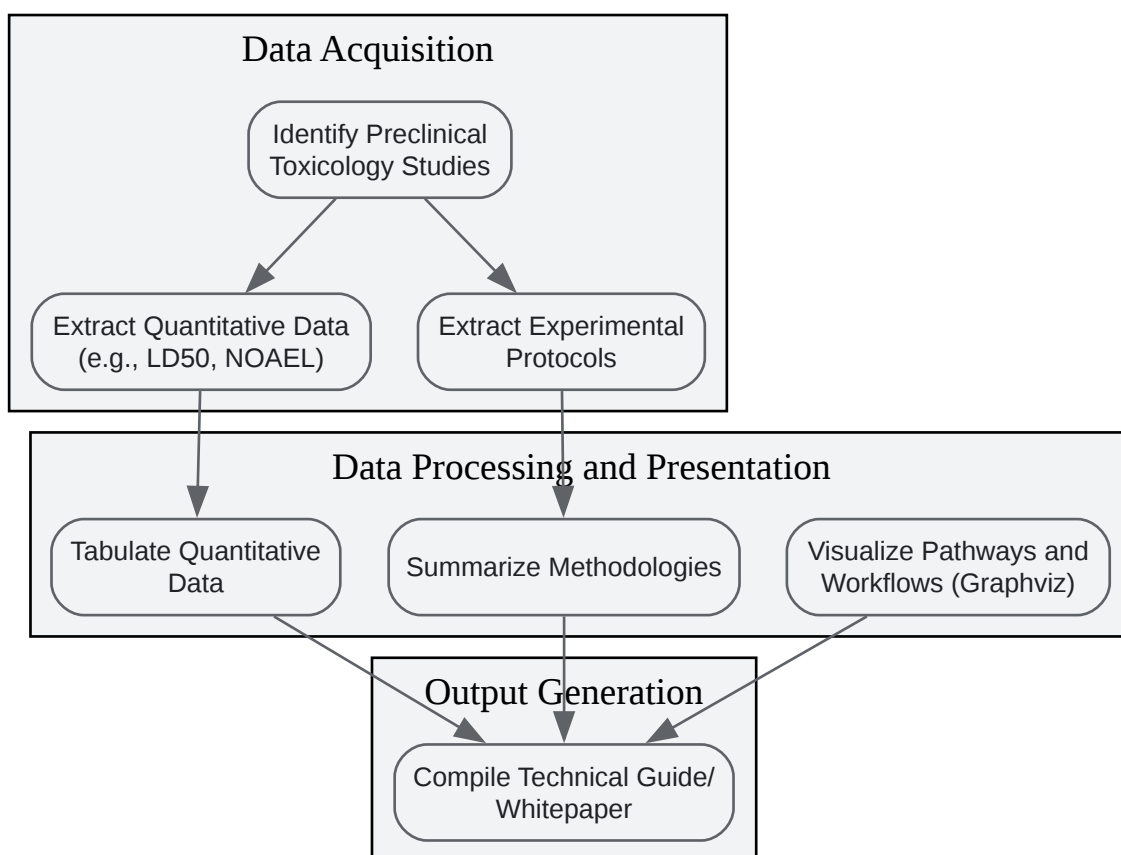 Data Acquisition
Identify Preclinical
Toxicology Studies
Extract Quantitative Data
(e.g., LD50, NOAEL)
Extract Experimental
Protocols
Data Processing and Presentation
Tabulate Quantitative
Data
Summarize Methodologies
Visualize Pathways and
Workflows (Graphviz)
Output Generation
Compile Technical Guide/
Whitepaper